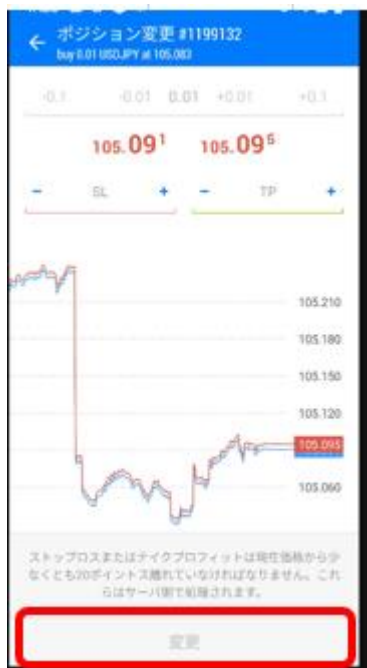 ポジション変更 #1199132
buy 0.01 USDJPY at 105.083
-0.1 -0.01 0.01 +0.01 +0.1
105.091 105.095
- SL + - TP +
105.210
105.180
105.150
105.120
105.095
105.060
ストップロスまたはテイクプロフィットは現在価格から少
なくとも20ポイントス離れていなければなりません。これ
らはサーバ側で処理されます。
変更